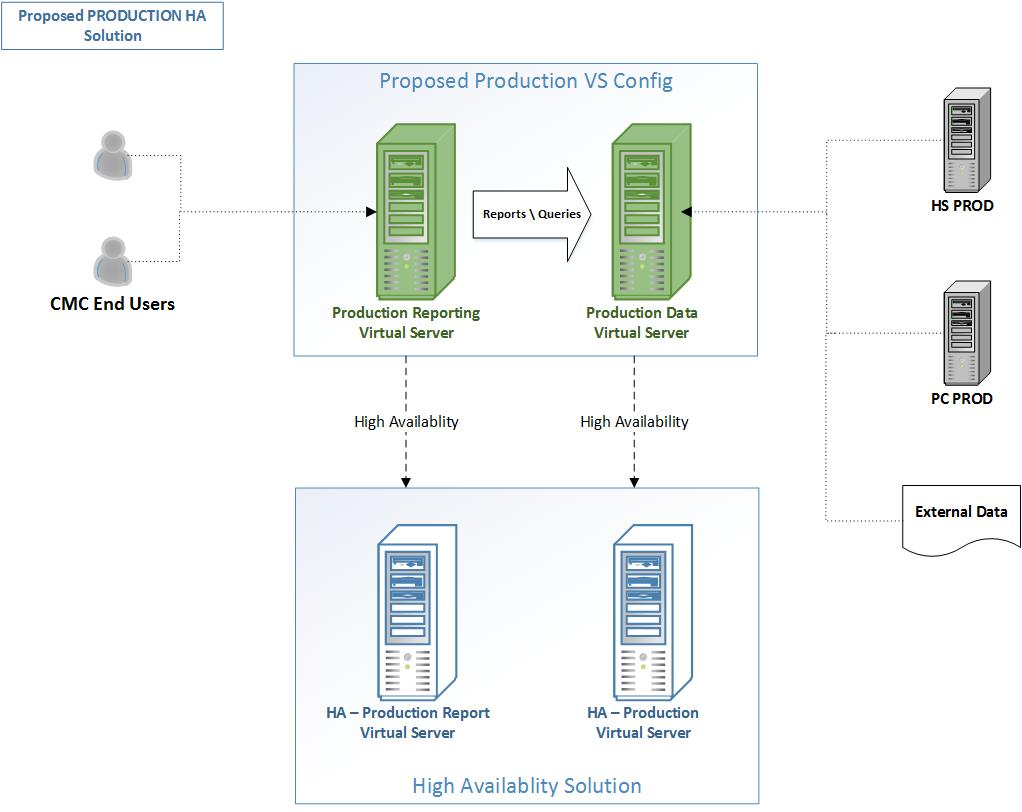 Proposed PRODUCTION HA
Solution
Proposed Production VS Config
Reports \ Queries
HS PROD
CMC End Users
Production Reporting
Virtual Server
Production Data
Virtual Server
PC PROD
High Availablity
High Availability
External Data
HA – Production Report
Virtual Server
HA – Production
Virtual Server
High Availablity Solution